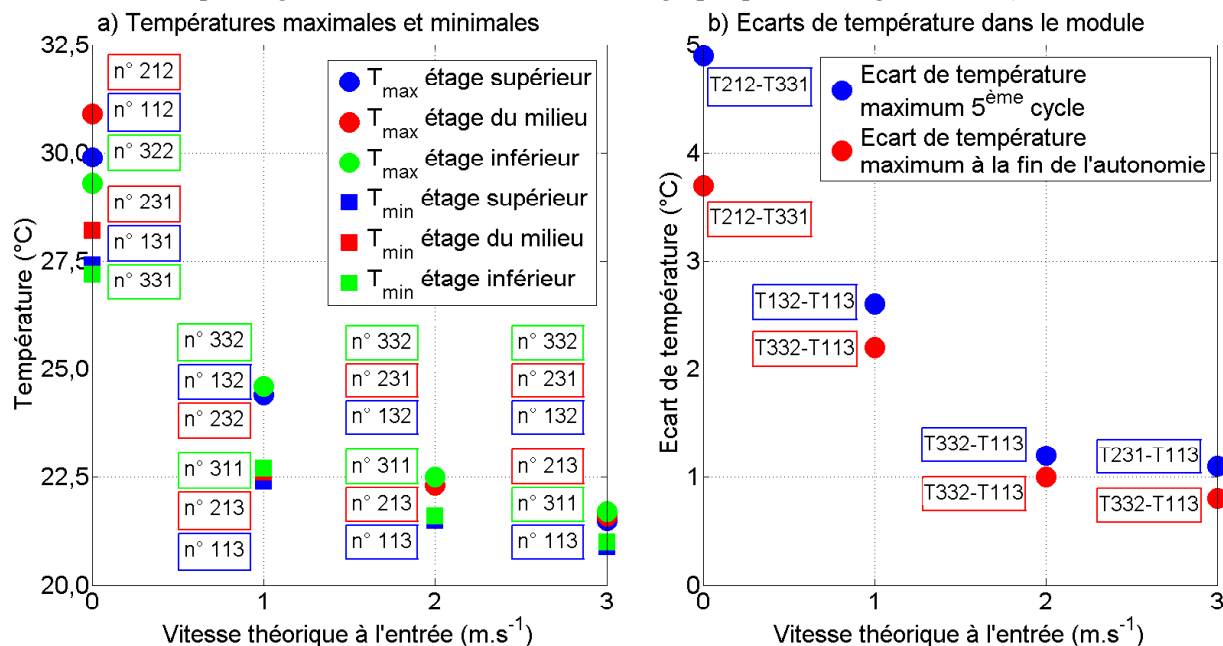 a) Températures maximales et minimales
32,5
30,0
27,5
25,0
22,5
20,0
Température (°C)
0
1
2
3
Vitesse théorique à l'entrée (m.s-1)
n° 212
n° 112
n° 322
n° 231
n° 131
n° 331
n° 332
n° 132
n° 232
n° 311
n° 213
n° 113
n° 332
n° 231
n° 132
n° 311
n° 213
n° 113
n° 332
n° 231
n° 132
n° 213
n° 311
n° 113
Tmax étage supérieur
Tmax étage du milieu
Tmax étage inférieur
Tmin étage supérieur
Tmin étage du milieu
Tmin étage inférieur
b) Ecarts de température dans le module
5
4
3
2
1
0
Ecart de température (°C)
0
1
2
3
Vitesse théorique à l'entrée (m.s-1)
Ecart de température
maximum 5ème cycle
Ecart de température
maximum à la fin de l'autonomie
T212-T331
T212-T331
T132-T113
T332-T113
T332-T113
T332-T113
T231-T113
T332-T113